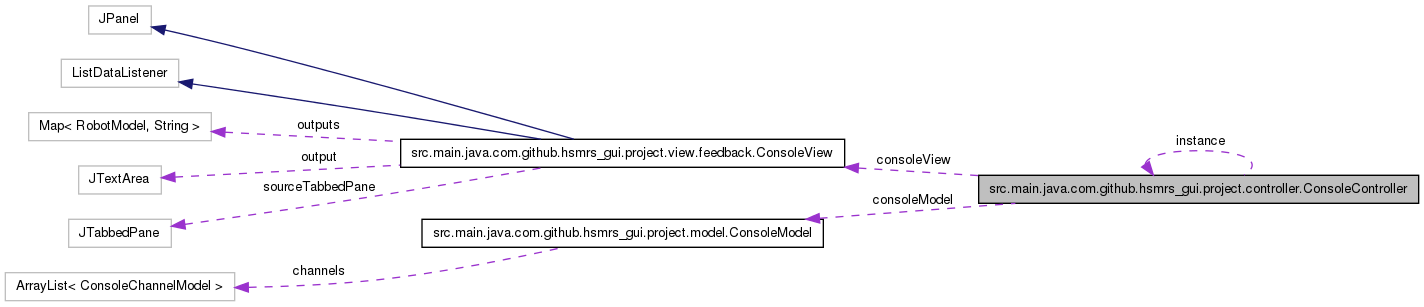 JPanel
ListDataListener
Map< RobotModel, String >
outputs
instance
output
src.main.java.com.github.hsmrs_gui.project.view.feedback.ConsoleView
consoleView
JTextArea
sourceTabbedPane
src.main.java.com.github.hsmrs_gui.project.controller.ConsoleController
consoleModel
JTabbedPane
src.main.java.com.github.hsmrs_gui.project.model.ConsoleModel
channels
ArrayList< ConsoleChannelModel >